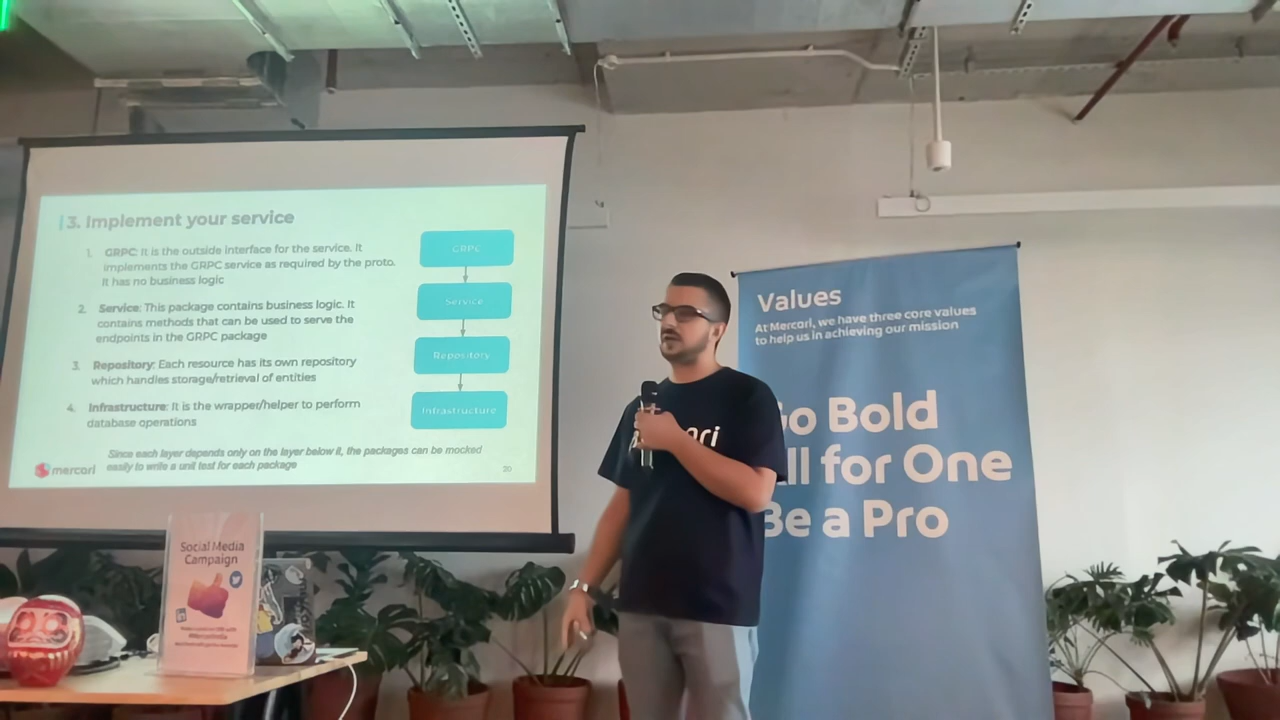 3. Implement your service
1. GRPC: It is the outside interface for the service. It
implements the GRPC service as required by the proto.
It has no business logic
2. Service: This package contains business logic. It
contains methods that can be used to serve the
endpoints in the GRPC package
3. Repository: Each resource has its own repository
which handles storage/retrieval of entities
4. Infrastructure: It is the wrapper/helper to perform
database operations
Since each layer depends only on the layer below it, the packages can be mocked
easily to write a unit test for each package
mercari
20
GRPC
Service
Repository
Infrastructure
Social Media
Campaign
Values
At Mercari, we have three core values
to help us in achieving our mission
Go Bold
All for One
Be a Pro